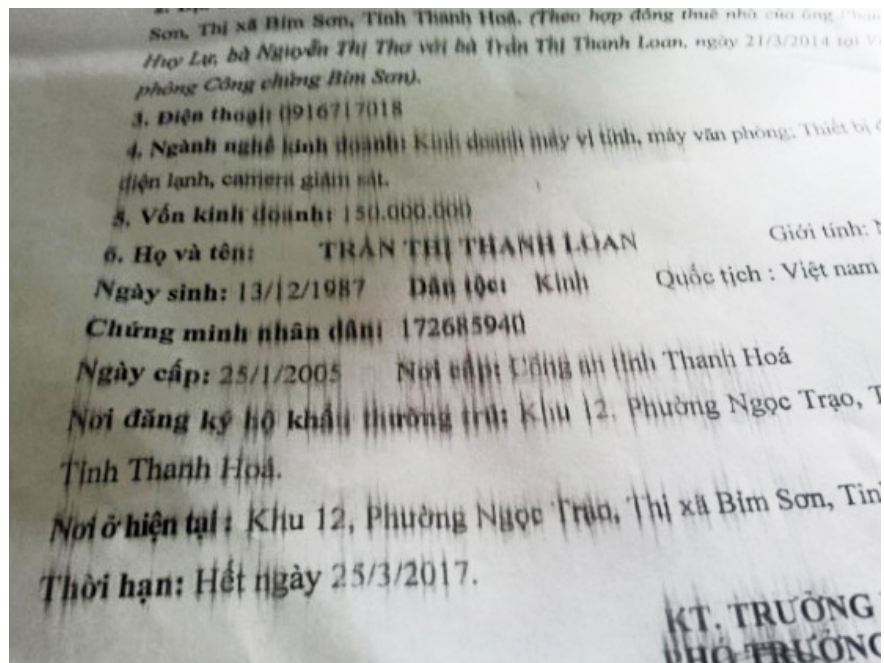 Sơn, Thị xã Bỉm Sơn, Tỉnh Thanh Hoá. (Theo hợp đồng thuê nhà của ông
Huy Lư, bà Nguyễn Thị Thơ với bà Trần Thị Thanh Loan, ngày 21/3/2014 tại
phòng Công chứng Bỉm Sơn).
3. Điện thoại: 0916717018
4. Ngành nghề kinh doanh: Kinh doanh máy vi tính, máy văn phòng; Thiết bị
điện lạnh, camera giám sát.
5. Vốn kinh doanh: 150.000.000
6. Họ và tên: TRẦN THỊ THANH LOAN Giới tính:
Ngày sinh: 13/12/1987 Dân tộc: Kinh Quốc tịch : Việt nam
Chứng minh nhân dân: 172685940
Ngày cấp: 25/1/2005 Nơi cấp: Công an tỉnh Thanh Hoá
Nơi đăng ký hộ khẩu thường trú: Khu 12, Phường Ngọc Trạo,
Tỉnh Thanh Hoá.
Nơi ở hiện tại : Khu 12, Phường Ngọc Trạo, Thị xã Bỉm Sơn,
Thời hạn: Hết ngày 25/3/2017.
KT. TRƯỞNG
PHÓ TRƯỞNG